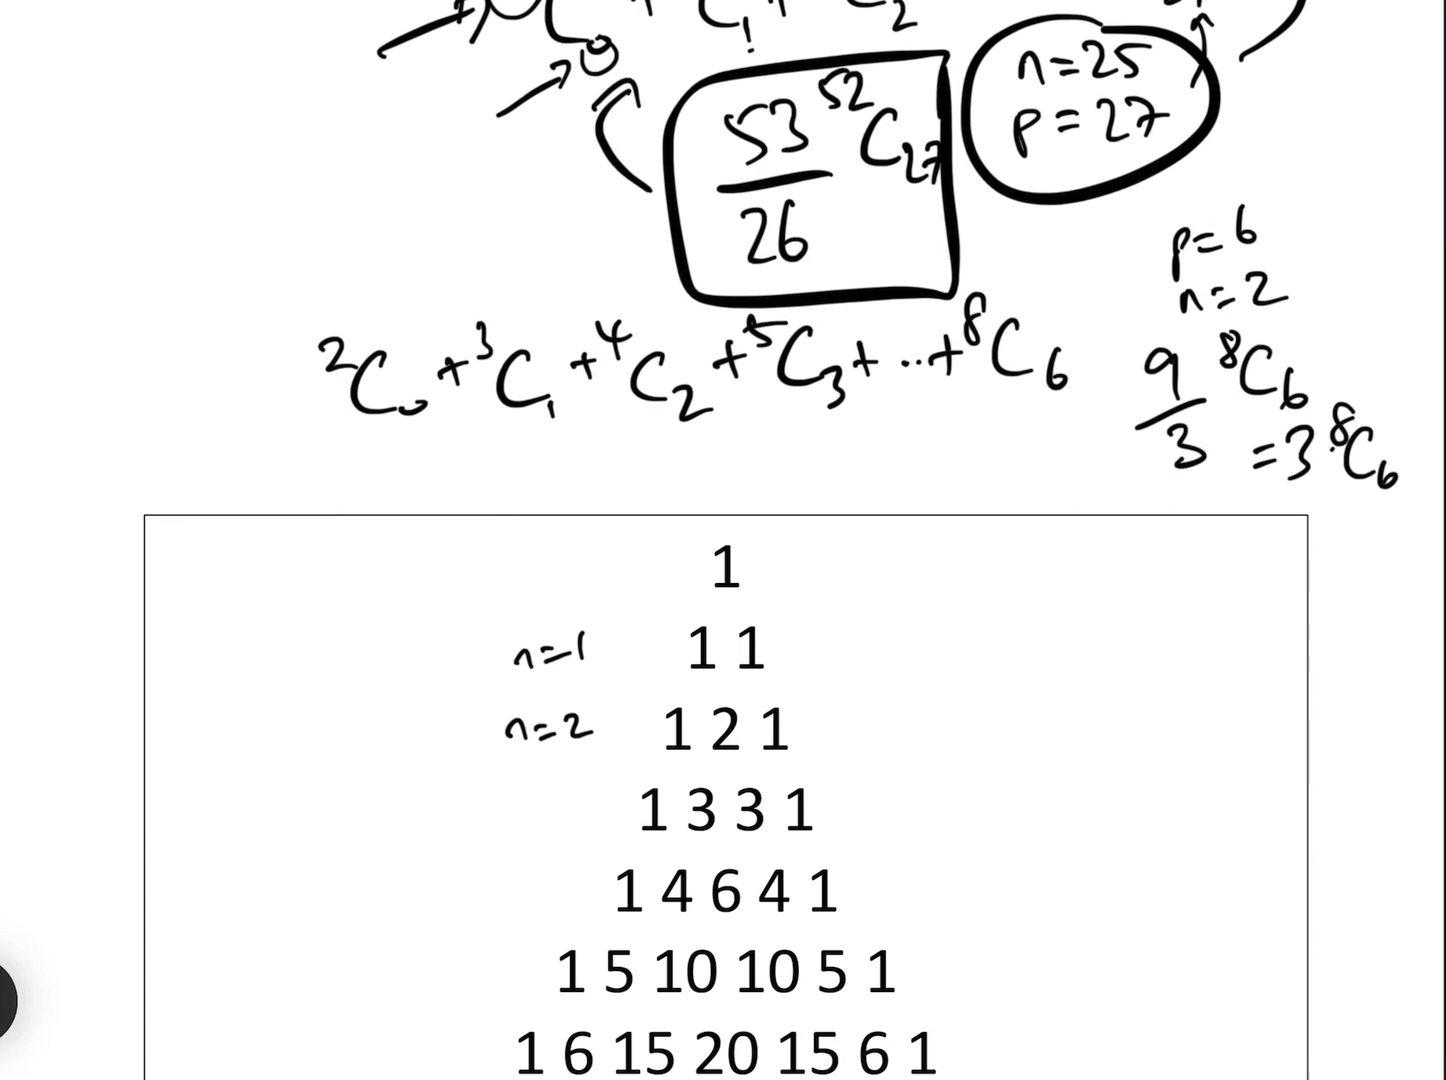 C₁ C₂
n=25
p=27
53/26 ⁵²C₂₇
p=6
n=2
²C₀ + ³C₁ + ⁴C₂ + ⁵C₃ + ... + ⁸C₆
9/3 ⁸C₆
= 3 ⁸C₆
1
n=1 1 1
n=2 1 2 1
1 3 3 1
1 4 6 4 1
1 5 10 10 5 1
1 6 15 20 15 6 1